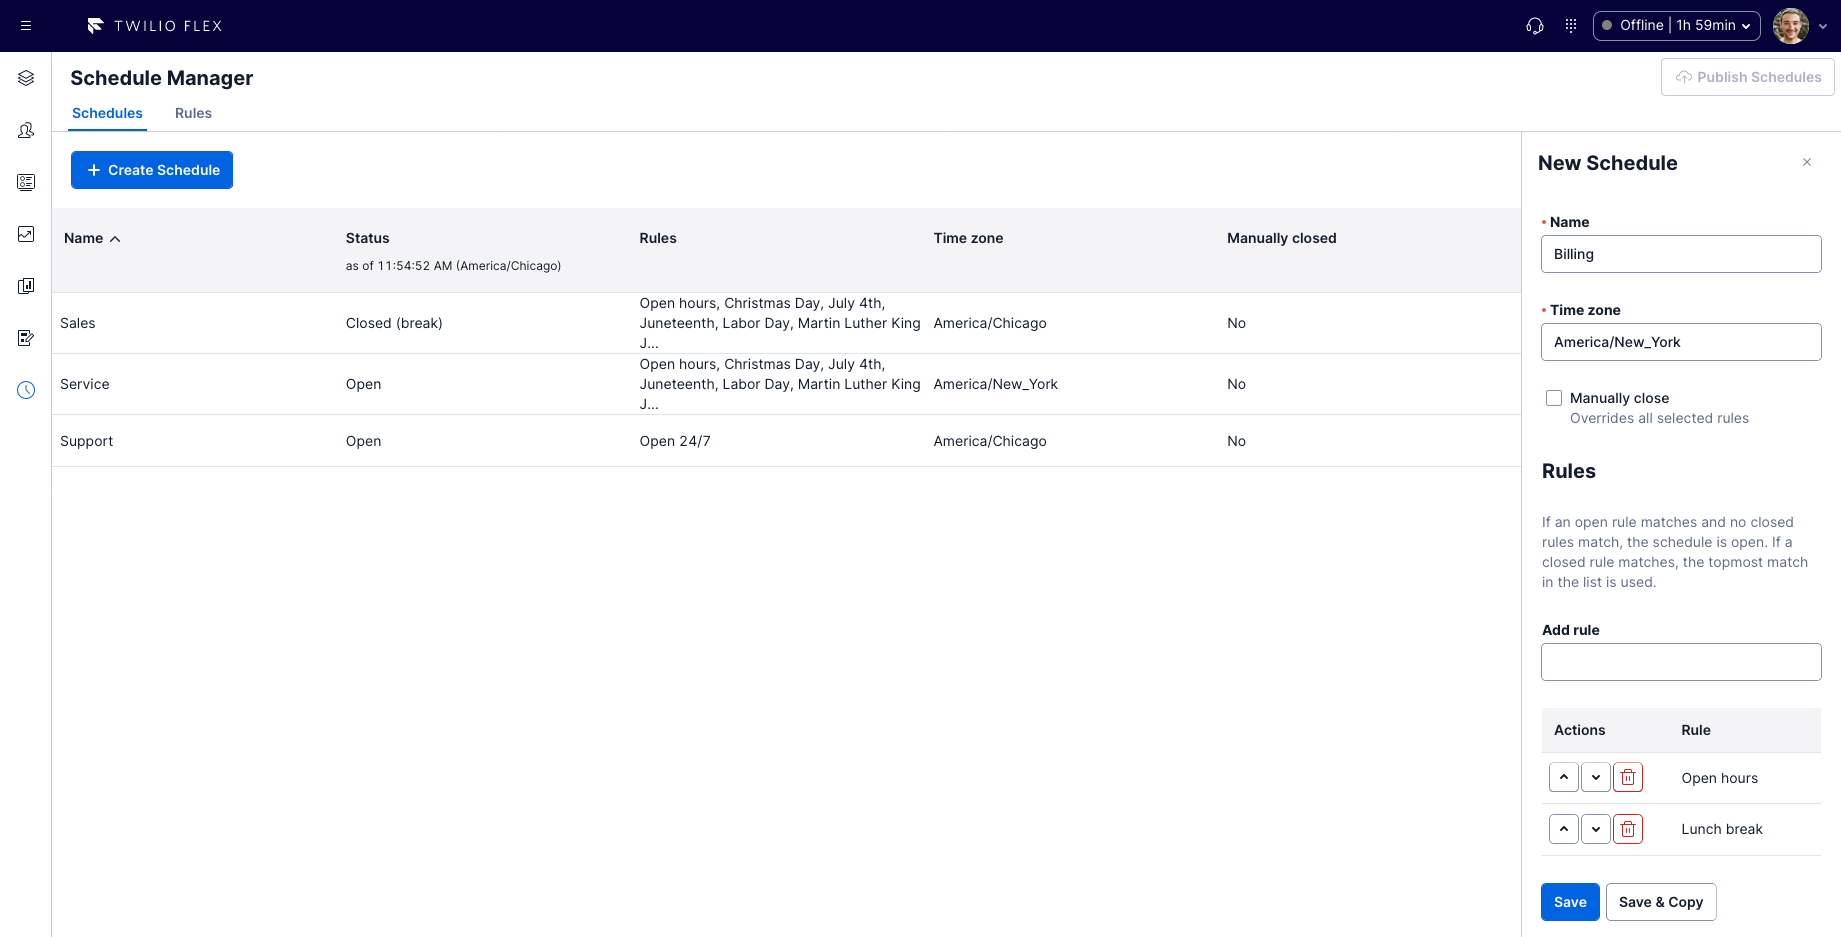 TWILIO FLEX
Offline | 1h 59min
Schedule Manager
Publish Schedules
Schedules
Rules
Create Schedule
Name
Status
Rules
Time zone
Manually closed
as of 11:54:52 AM (America/Chicago)
Sales
Closed (break)
Open hours, Christmas Day, July 4th,
Juneteenth, Labor Day, Martin Luther King
J...
America/Chicago
No
Service
Open
Open hours, Christmas Day, July 4th,
Juneteenth, Labor Day, Martin Luther King
J...
America/New_York
No
Support
Open
Open 24/7
America/Chicago
No
New Schedule
Name
Billing
Time zone
America/New_York
Manually close
Overrides all selected rules
Rules
If an open rule matches and no closed
rules match, the schedule is open. If a
closed rule matches, the topmost match
in the list is used.
Add rule
Actions
Rule
Open hours
Lunch break
Save
Save & Copy